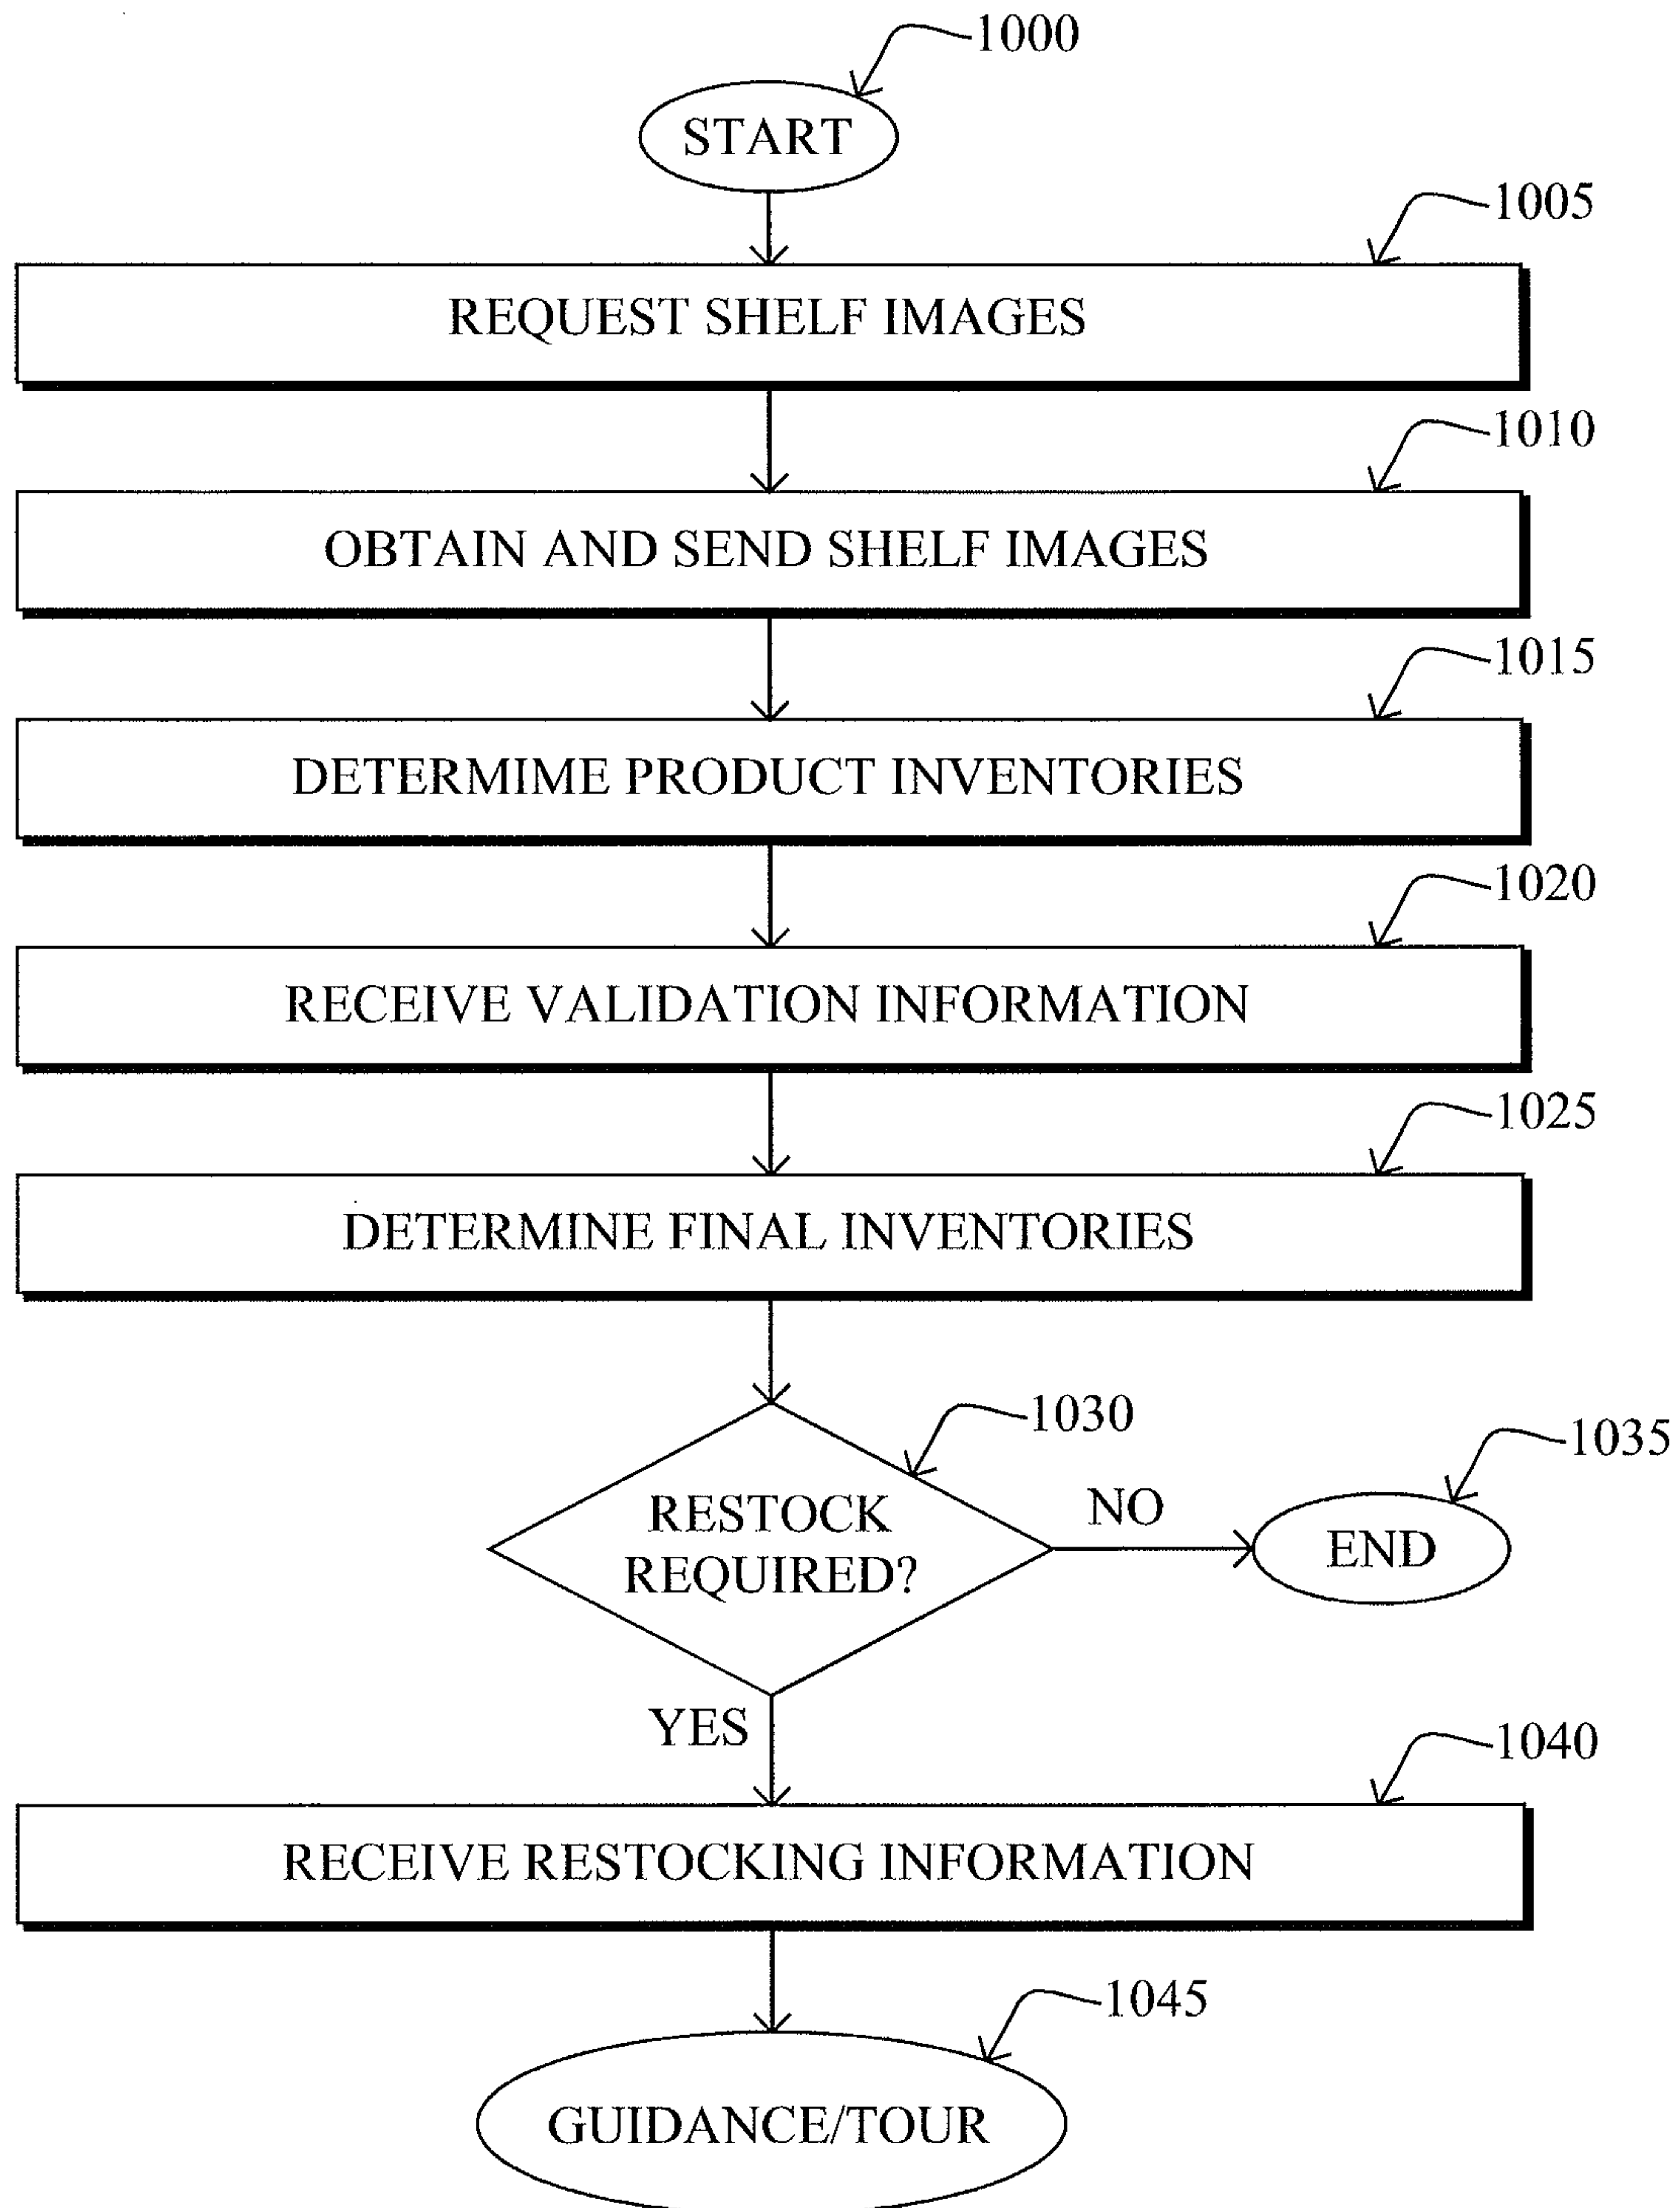 1000
START
1005
REQUEST SHELF IMAGES
1010
OBTAIN AND SEND SHELF IMAGES
1015
DETERMIME PRODUCT INVENTORIES
1020
RECEIVE VALIDATION INFORMATION
1025
DETERMINE FINAL INVENTORIES
1030
1035
RESTOCK
REQUIRED?
NO
END
YES
1040
RECEIVE RESTOCKING INFORMATION
1045
GUIDANCE/TOUR